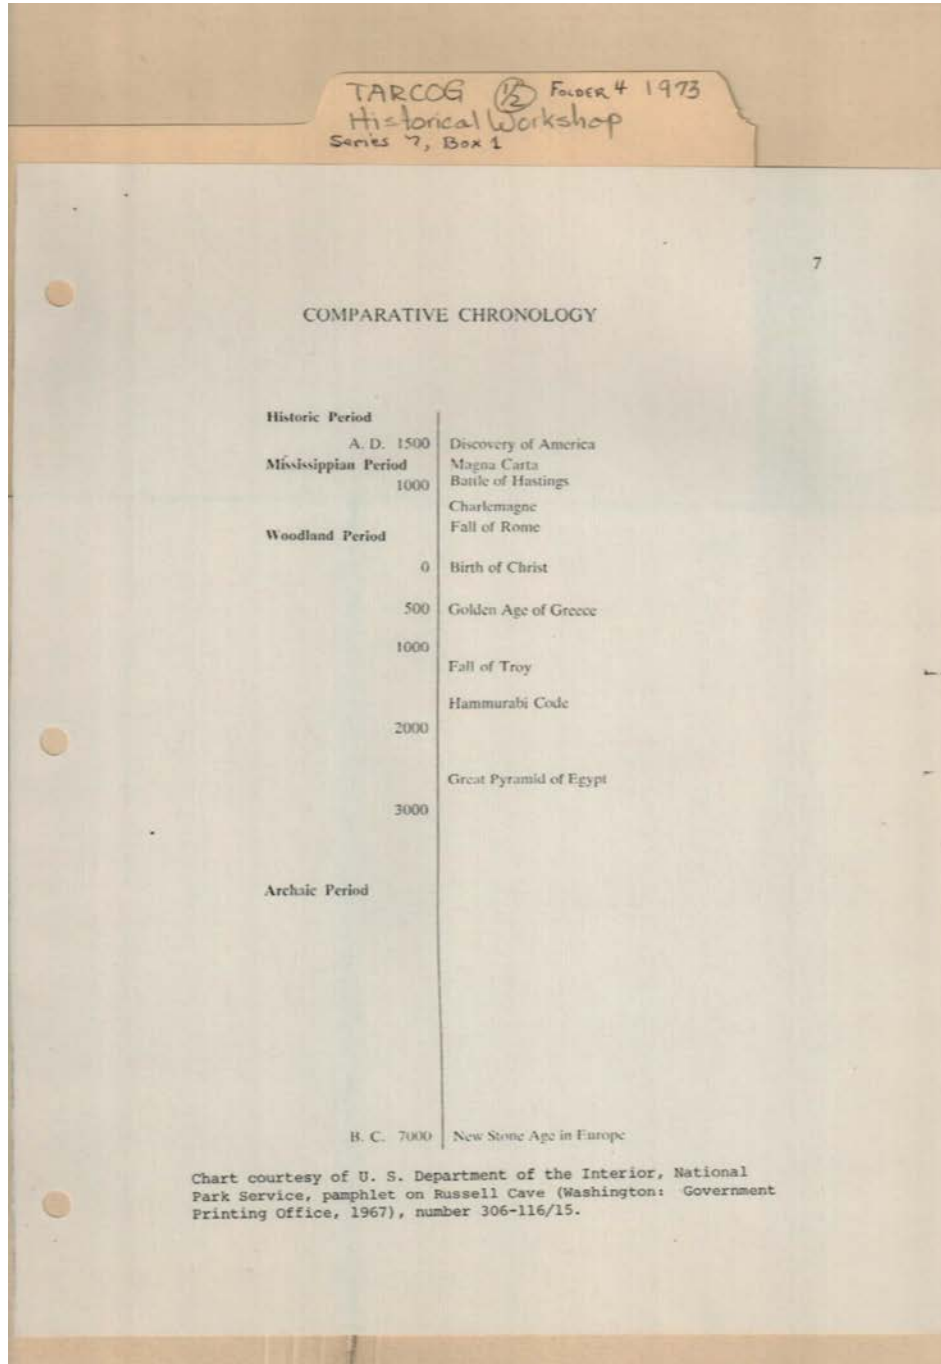 TARCOG 1/2 FOLDER 4 1973
Historical Workshop
Series 7, Box 1
7
COMPARATIVE CHRONOLOGY
Historic Period
A. D. 1500 Discovery of America
Mississippian Period Magna Carta
1000 Battle of Hastings
Charlemagne
Fall of Rome
Woodland Period
0 Birth of Christ
500 Golden Age of Greece
1000
Fall of Troy
Hammurabi Code
2000
Great Pyramid of Egypt
3000
Archaic Period
B. C. 7000 New Stone Age in Europe
Chart courtesy of U. S. Department of the Interior, National
Park Service, pamphlet on Russell Cave (Washington: Government
Printing Office, 1967), number 306-116/15.